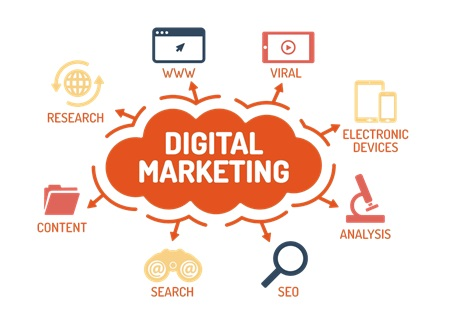 WWW
VIRAL
RESEARCH
ELECTRONIC
DEVICES
DIGITAL
MARKETING
CONTENT
ANALYSIS
@ @
SEARCH
SEO